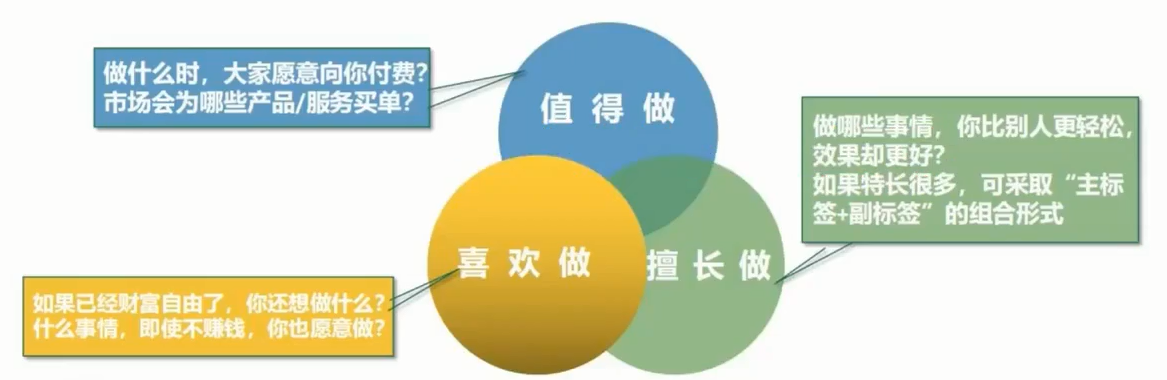 做什么时，大家愿意向你付费？
市场会为哪些产品/服务买单？
值得做
做哪些事情，你比别人更轻松，
效果却更好？
如果特长很多，可采取“主标
签+副标签”的组合形式
喜欢做
擅长做
如果已经财富自由了，你还想做什么？
什么事情，即使不赚钱，你也愿意做？